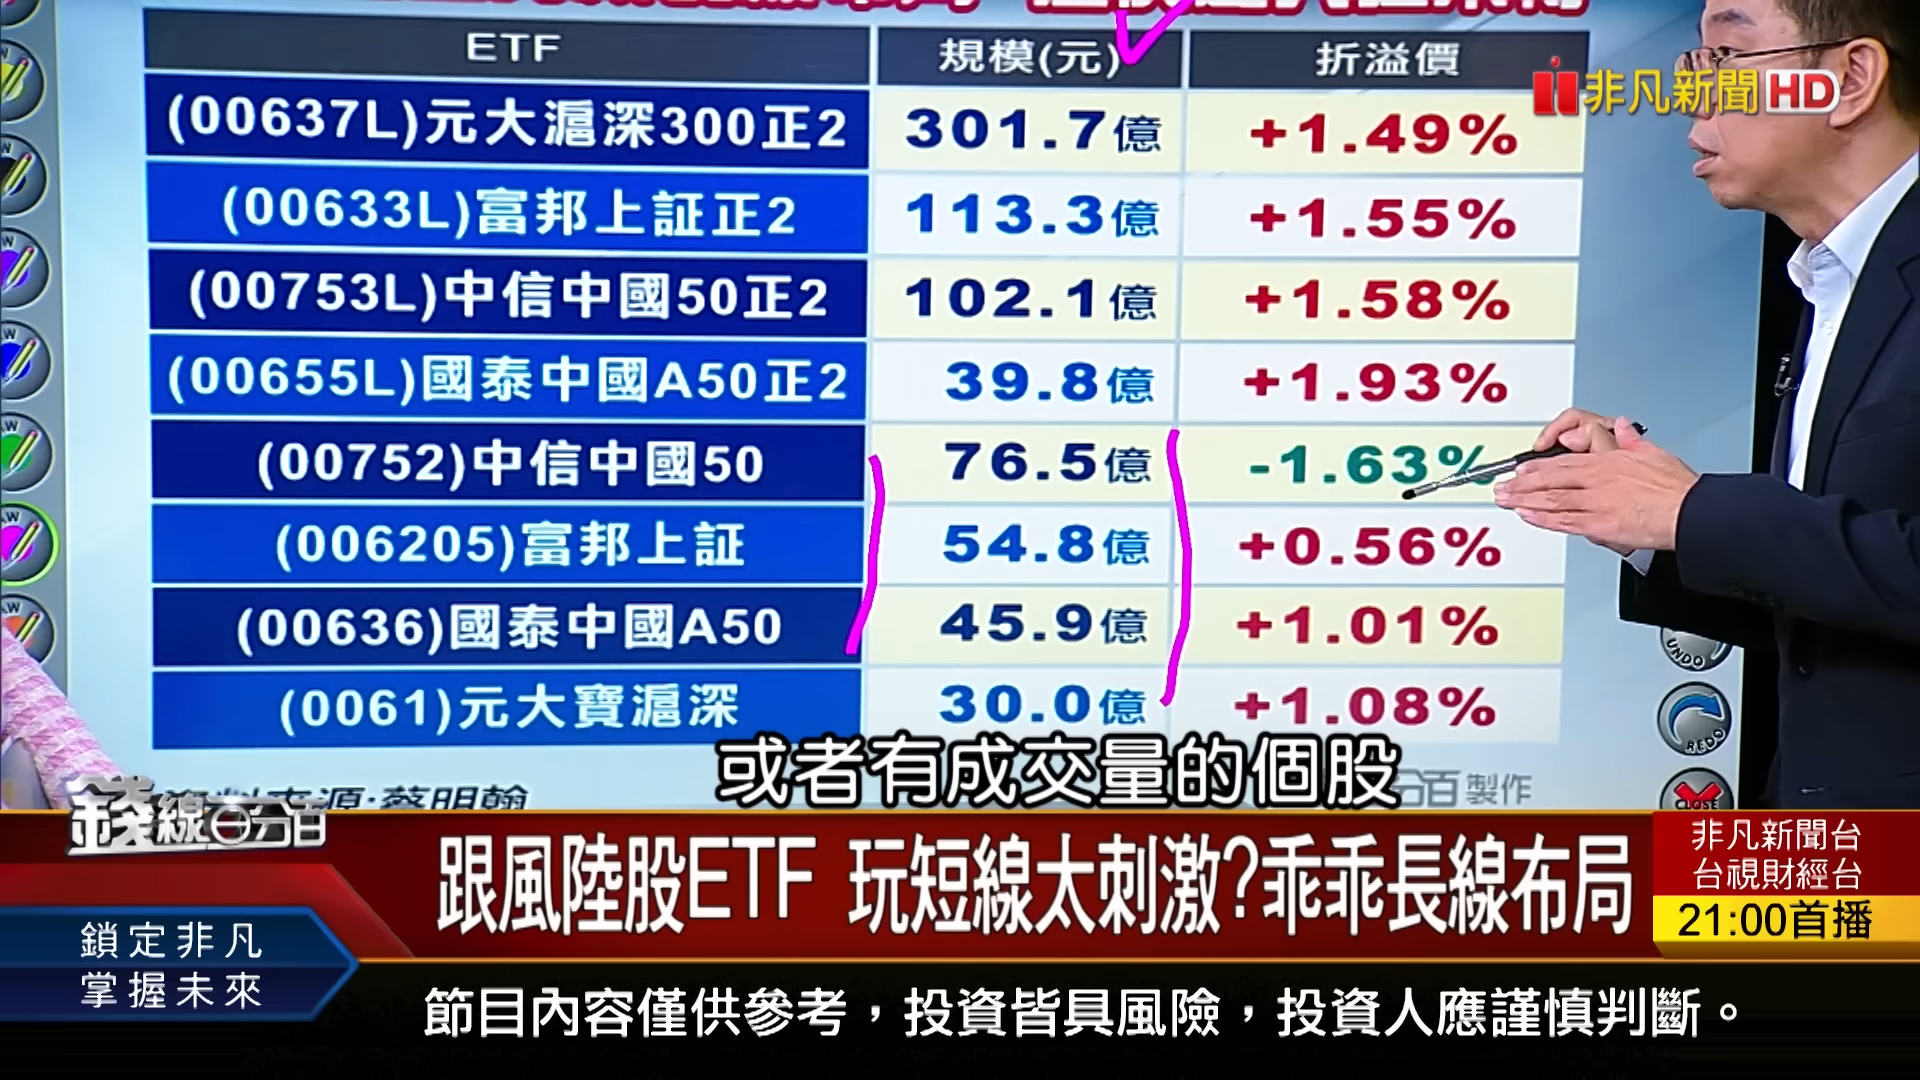 ETF 規模(元) 折溢價
(00637L)元大滬深300正2 301.7億 +1.49%
(00633L)富邦上証正2 113.3億 +1.55%
(00753L)中信中國50正2 102.1億 +1.58%
(00655L)國泰中國A50正2 39.8億 +1.93%
(00752)中信中國50 76.5億 -1.63%
(006205)富邦上証 54.8億 +0.56%
(00636)國泰中國A50 45.9億 +1.01%
(0061)元大寶滬深 30.0億 +1.08%
非凡新聞HD
UNDO
REDO
CLOSE
或者有成交量的個股
製作
錢線百分百
跟風陸股ETF 玩短線太刺激?乖乖長線布局
非凡新聞台
台視財經台
21:00首播
鎖定非凡
掌握未來
節目內容僅供參考，投資皆具風險，投資人應謹慎判斷。